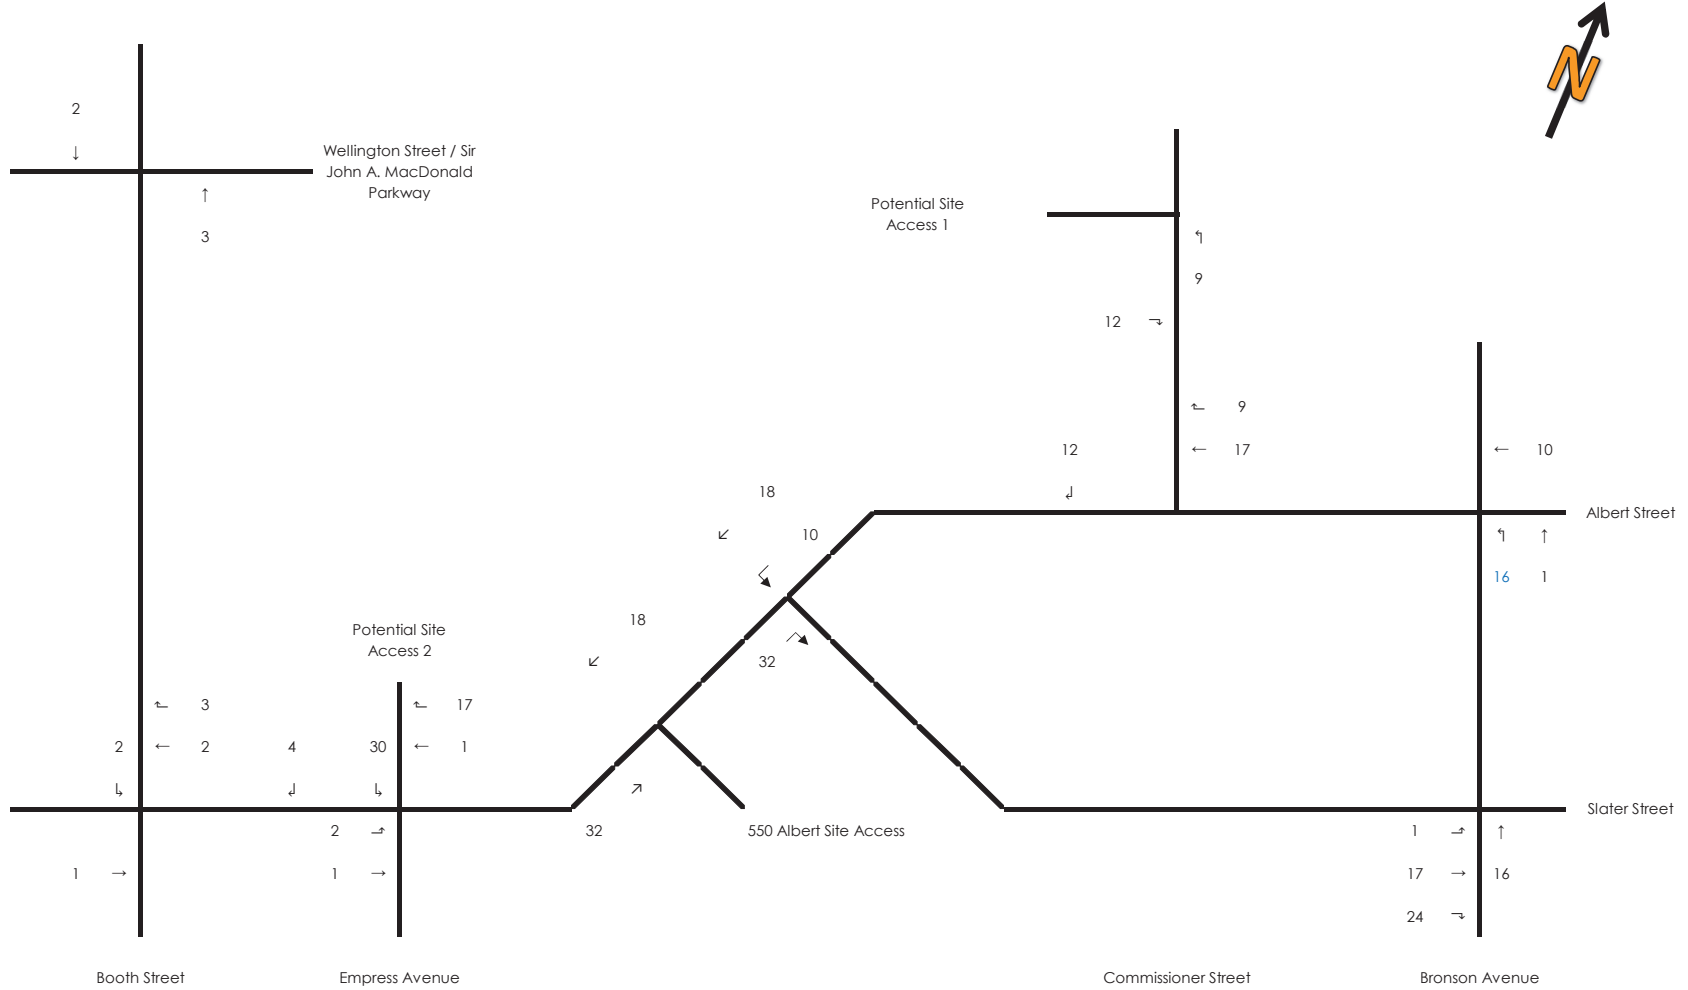 N
2
↓
Wellington Street / Sir
John A. MacDonald
Parkway
↑
3
Potential Site
Access 1
↰
9
12 ⬎
9
12
← 17
← 10
18
↲
Albert Street
↙ 10
↰ ↑
16 1
18
Potential Site
Access 2
↙
32
3
17
2 ← 2
4
30 ← 1
↳
↲
↳
↗
Slater Street
2
32
550 Albert Site Access
1
↑
1 →
1 →
17 → 16
24
Booth Street
Empress Avenue
Commissioner Street
Bronson Avenue